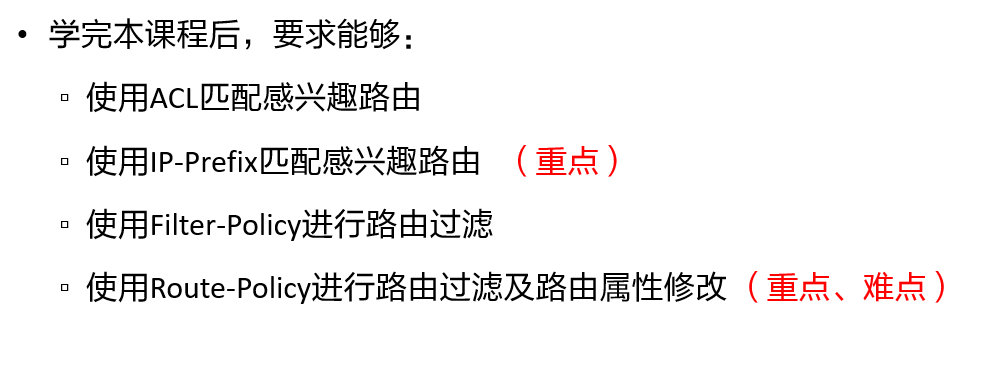 • 学完本课程后，要求能够：
▫ 使用ACL匹配感兴趣路由
▫ 使用IP-Prefix匹配感兴趣路由 （重点）
▫ 使用Filter-Policy进行路由过滤
▫ 使用Route-Policy进行路由过滤及路由属性修改（重点、难点）